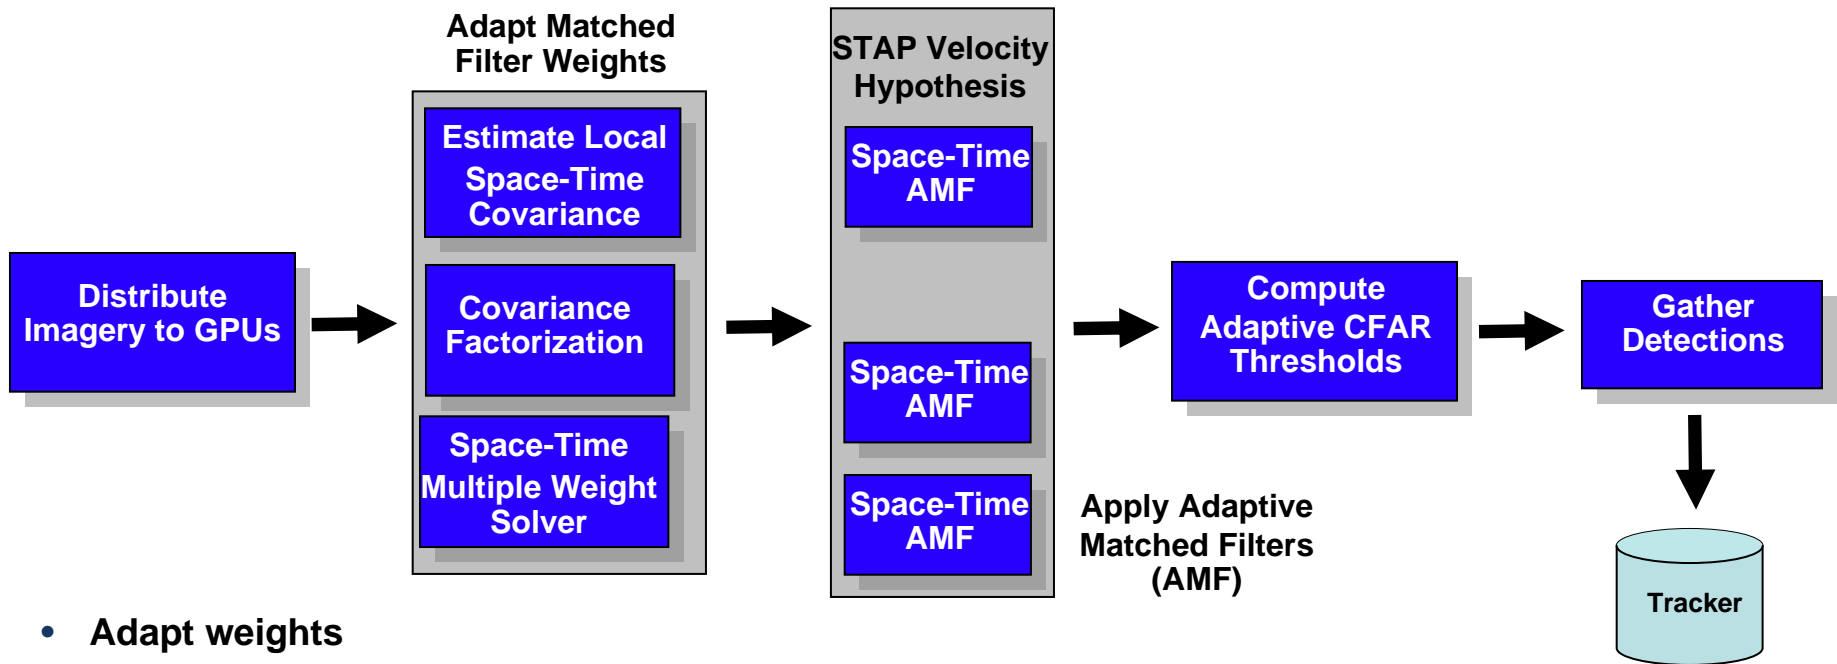 Adapt Matched
Filter Weights
STAP Velocity
Hypothesis
Estimate Local
Space-Time
Covariance
Space-Time
AMF
Distribute
Imagery to GPUs
Covariance
Factorization
Compute
Adaptive CFAR
Thresholds
Gather
Detections
Space-Time
AMF
Space-Time
Multiple Weight
Solver
Space-Time
AMF
Apply Adaptive
Matched Filters
(AMF)
Tracker
• Adapt weights